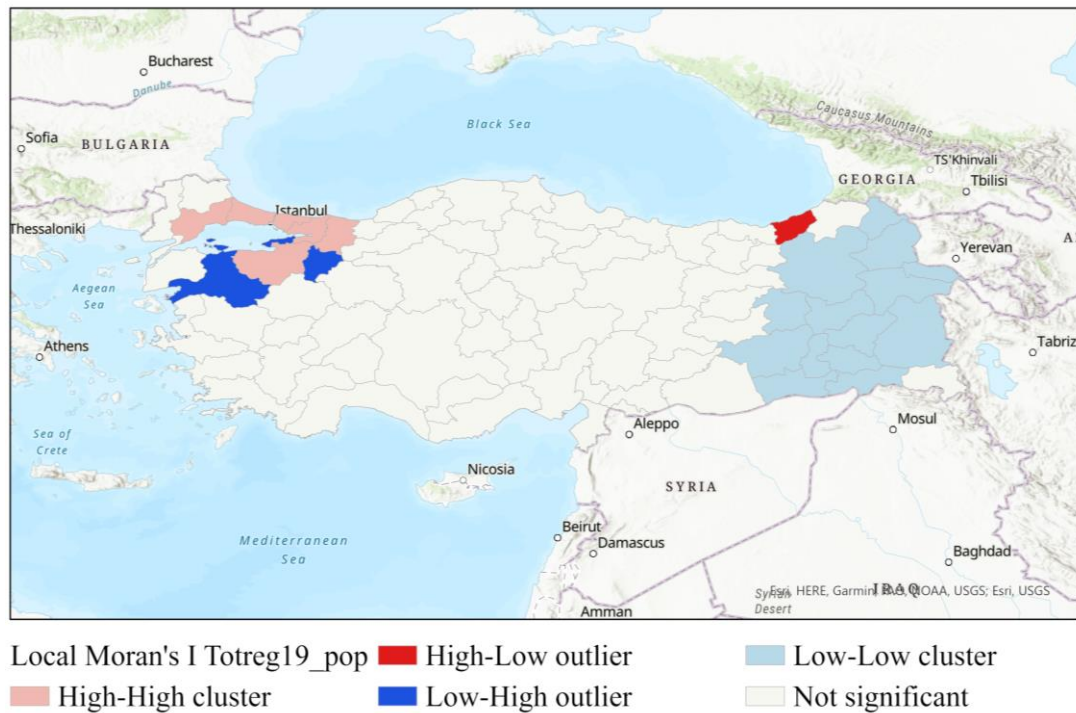 Bucharest
Danube
Black Sea
Caucasus Mountains
Sofia
BULGARIA
TS'Khinvali
GEORGIA
Tbilisi
Istanbul
Thessaloniki
Yerevan
Aegean
Sea
Athens
Tabriz
Sea of
Crete
Aleppo
Mosul
Nicosia
SYRIA
Mediterranean
Sea
Beirut
Damascus
Baghdad
Syrian
Desert
IRAQ
Esri, HERE, Garmin, NOAA, USGS; Esri, USGS
Amman
Local Moran's I Totreg19_pop
High-Low outlier
Low-Low cluster
High-High cluster
Low-High outlier
Not significant